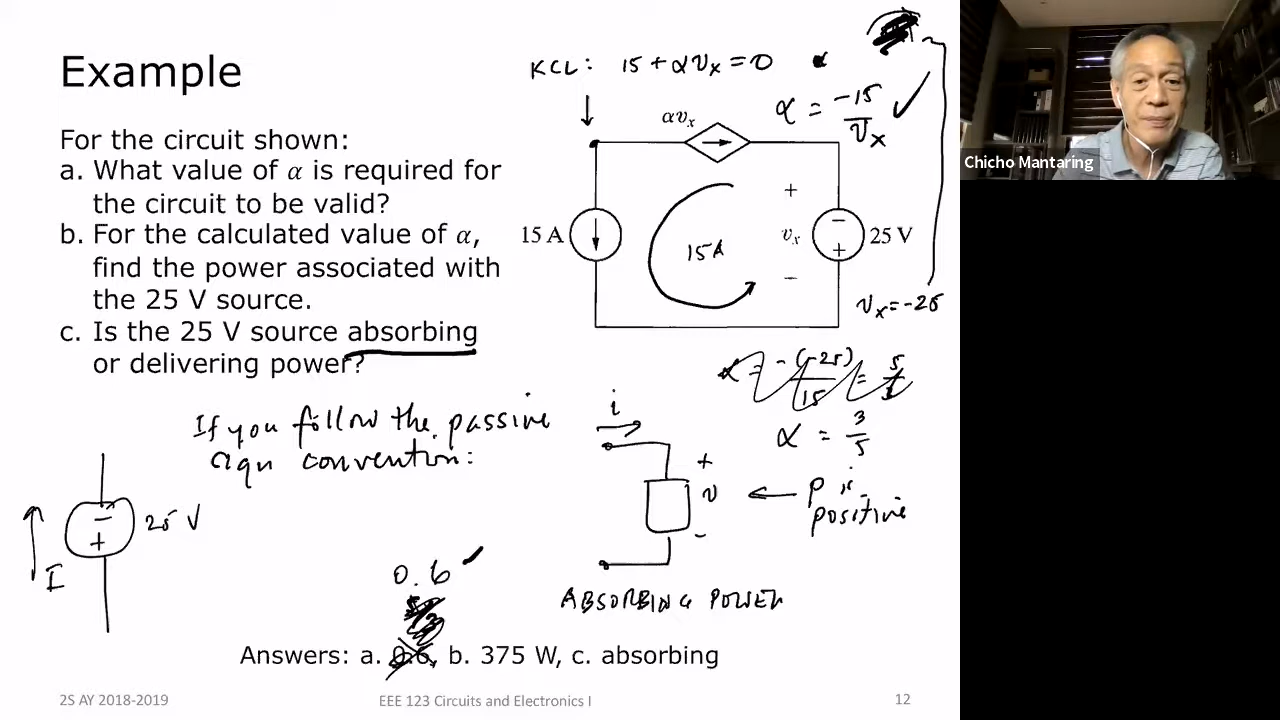 Example
For the circuit shown:
a. What value of α is required for
the circuit to be valid?
b. For the calculated value of α,
find the power associated with
the 25 V source.
c. Is the 25 V source absorbing
or delivering power?
KCL: 15 + αVx = 0
α = -15/Vx
αvx
15 A
15A
+
vx
−
−
+
25 V
Vx = -25
α = -(-25)/15 = 5/3
α = 3/5
If you follow the passive
sign convention:
i
+
v
-
← P is
positive
ABSORBING POWER
I
−
+
25 V
0.6
Answers: a. 0.6, b. 375 W, c. absorbing
2S AY 2018-2019
EEE 123 Circuits and Electronics I
12
Chicho Mantaring